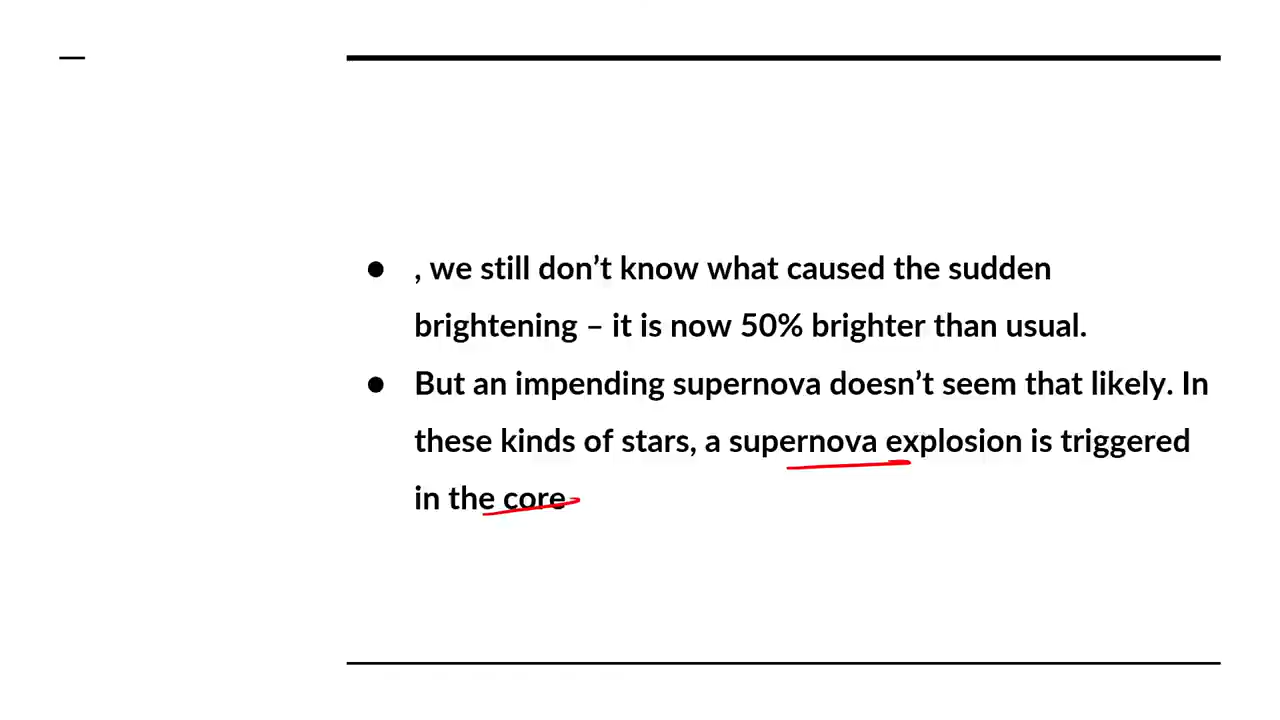 ● , we still don’t know what caused the sudden
brightening – it is now 50% brighter than usual.
● But an impending supernova doesn’t seem that likely. In
these kinds of stars, a supernova explosion is triggered
in the core